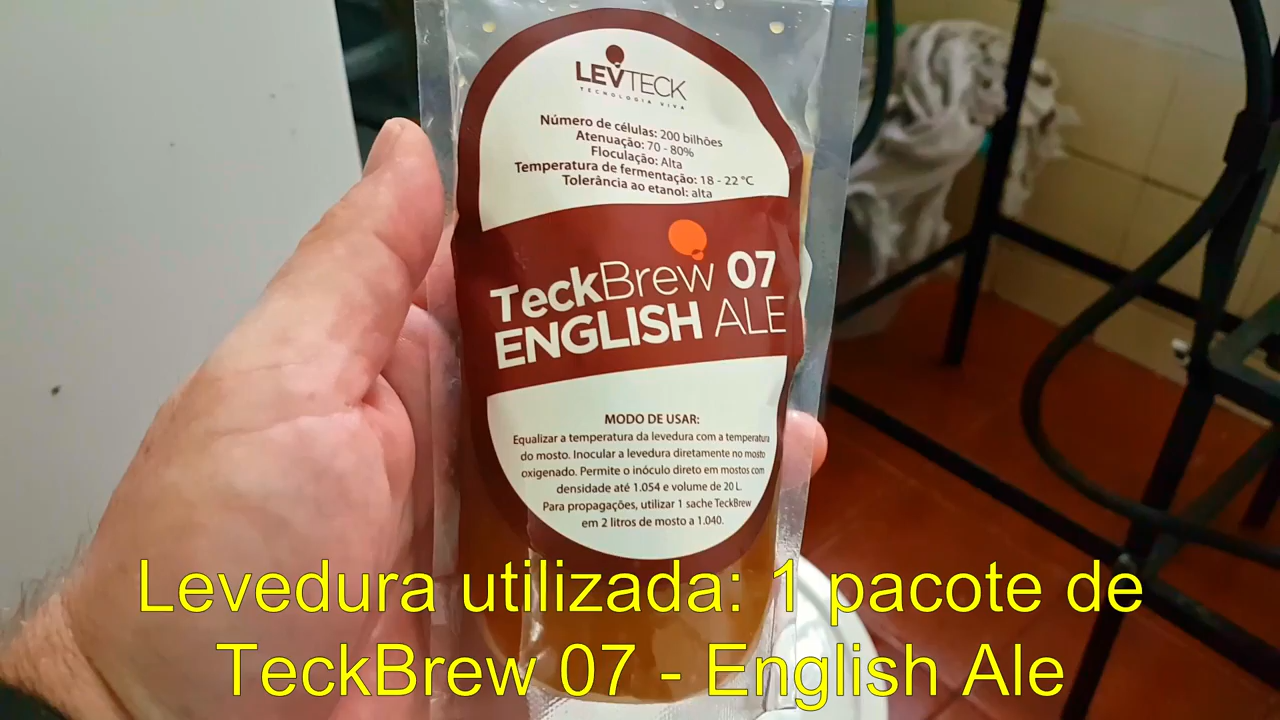 LEVTECK
TECNOLOGIA VIVA
Número de células: 200 bilhões
Atenuação: 70 - 80%
Floculação: Alta
Temperatura de fermentação: 18 - 22 °C
Tolerância ao etanol: alta
TeckBrew 07
ENGLISH ALE
MODO DE USAR:
Equalizar a temperatura da levedura com a temperatura
do mosto. Inocular a levedura diretamente no mosto
oxigenado. Permite o inóculo direto em mostos com
densidade até 1.054 e volume de 20 L.
Para propagações, utilizar 1 sache TeckBrew
em 2 litros de mosto a 1.040.
Levedura utilizada: 1 pacote de
TeckBrew 07 - English Ale